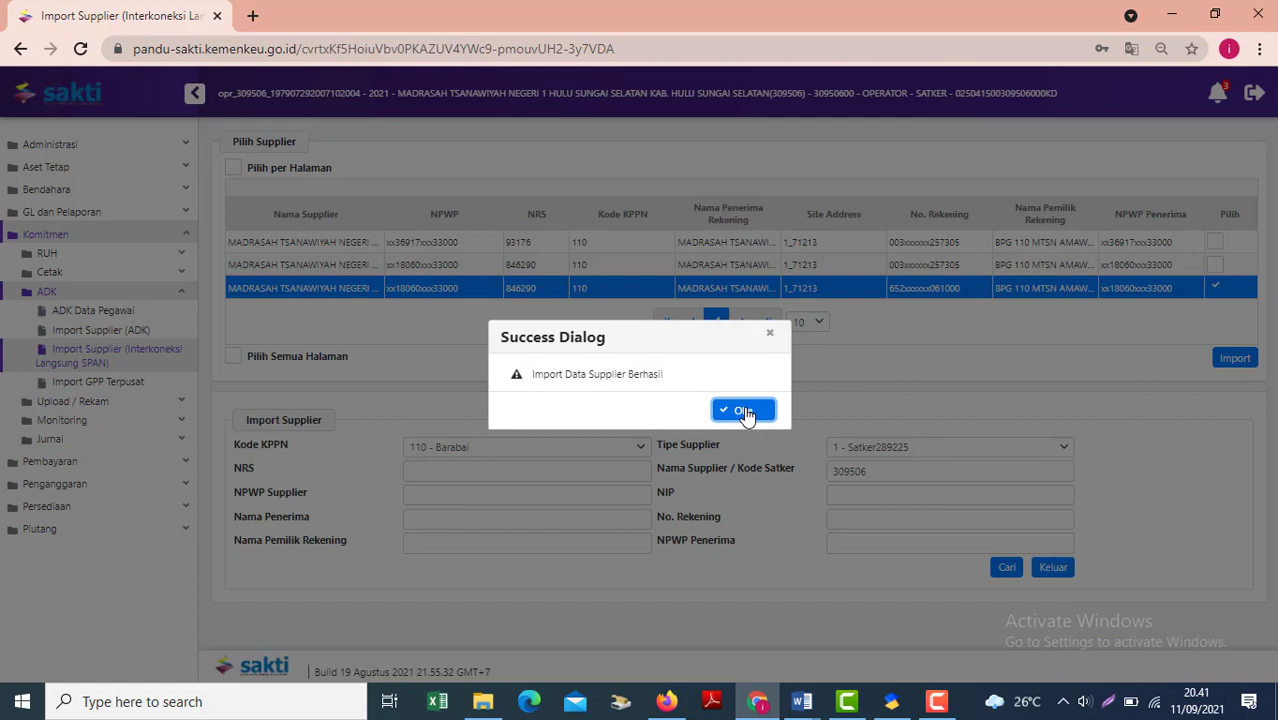 Import Supplier (Interkoneksi Lan
pandu-sakti.kemenkeu.go.id/cvrtxKf5HoiuVbv0PKAZUV4YWc9-pmouvUH2-3y7VDA
i
sakti
opr_309506_197907292007102004 - 2021 - MADRASAH TSANAWIYAH NEGERI 1 HULU SUNGAI SELATAN KAB. HULU SUNGAI SELATAN(309506) - 30950600 - OPERATOR - SATKER - 025041500309506000KD
3
Administrasi
Aset Tetap
Bendahara
GL dan Pelaporan
Komitmen
RUH
Cetak
ADK
ADK Data Pegawai
Import Supplier (ADK)
Import Supplier (Interkoneksi
Langsung SPAN)
Import GPP Terpusat
Upload / Rekam
Monitoring
Jurnal
Pembayaran
Penganggaran
Persediaan
Piutang
Pilih Supplier
Pilih per Halaman
Nama Supplier NPWP NRS Kode KPPN Nama Penerima Rekening Site Address No. Rekening Nama Pemilik Rekening NPWP Penerima Pilih
MADRASAH TSANAWIYAH NEGERI ... xx36917xxx33000 93176 110 MADRASAH TSANAWI... 1_71213 003xxxxxx257305 BPG 110 MTSN AMAW... xx36917xxx33000
MADRASAH TSANAWIYAH NEGERI ... xx18060xxx33000 846290 110 MADRASAH TSANAWI... 1_71213 003xxxxxx257305 BPG 110 MTSN AMAW... xx18060xxx33000
MADRASAH TSANAWIYAH NEGERI ... xx18060xxx33000 846290 110 MADRASAH TSANAWI... 1_71213 652xxxxxx061000 BPG 110 MTSN AMAW... xx18060xxx33000
10
Pilih Semua Halaman
Import
Success Dialog
Import Data Supplier Berhasil
Import Supplier
Kode KPPN 110 - Barabai Tipe Supplier 1 - Satker289225
NRS Nama Supplier / Kode Satker 309506
NPWP Supplier NIP
Nama Penerima No. Rekening
Nama Pemilik Rekening NPWP Penerima
Cari Keluar
Activate Windows
Go to Settings to activate Windows.
sakti Build 19 Agustus 2021 21.55.32 GMT+7
Type here to search
26°C
20.41
11/09/2021